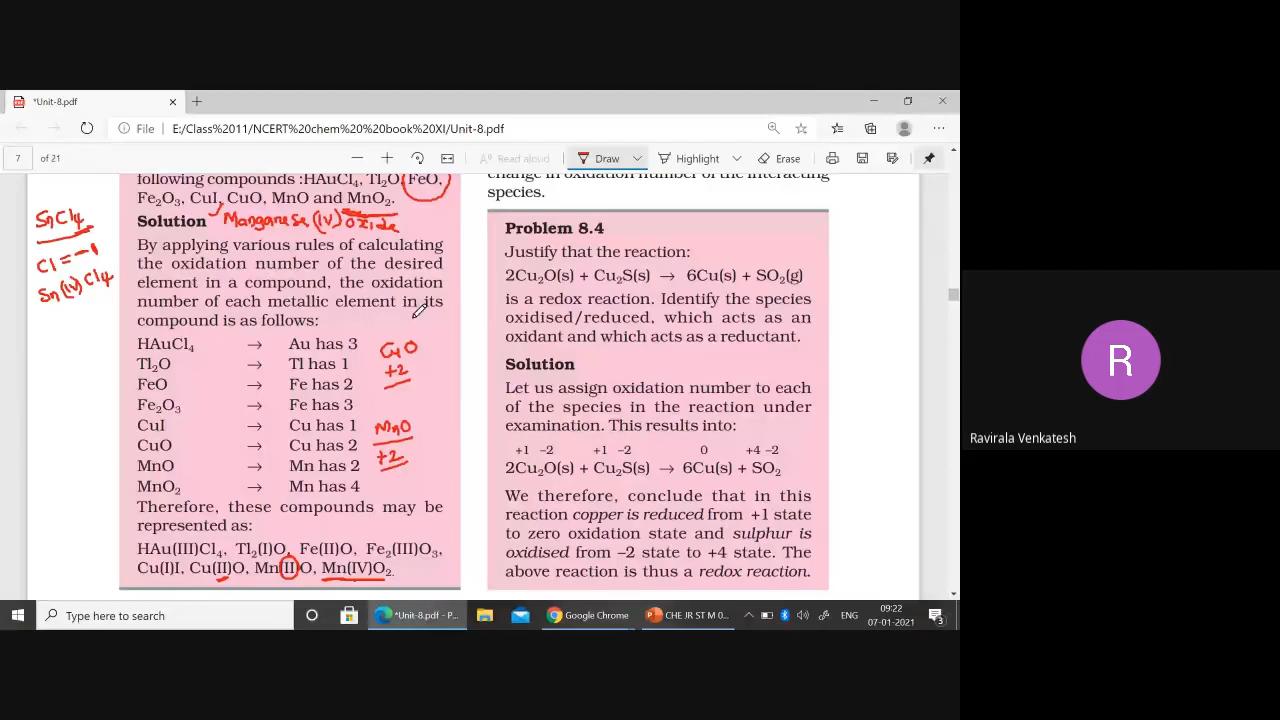 *Unit-8.pdf
File
E:/Class%2011/NCERT%20chem%20%20book%20XI/Unit-8.pdf
7 of 21
Read aloud
Draw
Highlight
Erase
following compounds :HAuCl₄, Tl₂O, FeO,
Fe₂O₃, CuI, CuO, MnO and MnO₂.
Solution
Manganese (IV) Oxide
By applying various rules of calculating
the oxidation number of the desired
element in a compound, the oxidation
number of each metallic element in its
compound is as follows:
HAuCl₄ → Au has 3
Tl₂O → Tl has 1
FeO → Fe has 2
Fe₂O₃ → Fe has 3
CuI → Cu has 1
CuO → Cu has 2
MnO → Mn has 2
MnO₂ → Mn has 4
Therefore, these compounds may be
represented as:
HAu(III)Cl₄, Tl₂(I)O, Fe(II)O, Fe₂(III)O₃,
Cu(I)I, Cu(II)O, Mn(II)O, Mn(IV)O₂.
SnCl₄
Cl = -1
Sn(IV)Cl₄
CuO
+2
MnO
+2
change in oxidation number of the interacting
species.
Problem 8.4
Justify that the reaction:
2Cu₂O(s) + Cu₂S(s) → 6Cu(s) + SO₂(g)
is a redox reaction. Identify the species
oxidised/reduced, which acts as an
oxidant and which acts as a reductant.
Solution
Let us assign oxidation number to each
of the species in the reaction under
examination. This results into:
+1 –2 +1 –2 0 +4 –2
2Cu₂O(s) + Cu₂S(s) → 6Cu(s) + SO₂
We therefore, conclude that in this
reaction copper is reduced from +1 state
to zero oxidation state and sulphur is
oxidised from –2 state to +4 state. The
above reaction is thus a redox reaction.
R
Ravirala Venkatesh
Type here to search
*Unit-8.pdf - P...
Google Chrome
CHE JR ST M 0...
ENG
09:22
07-01-2021
3